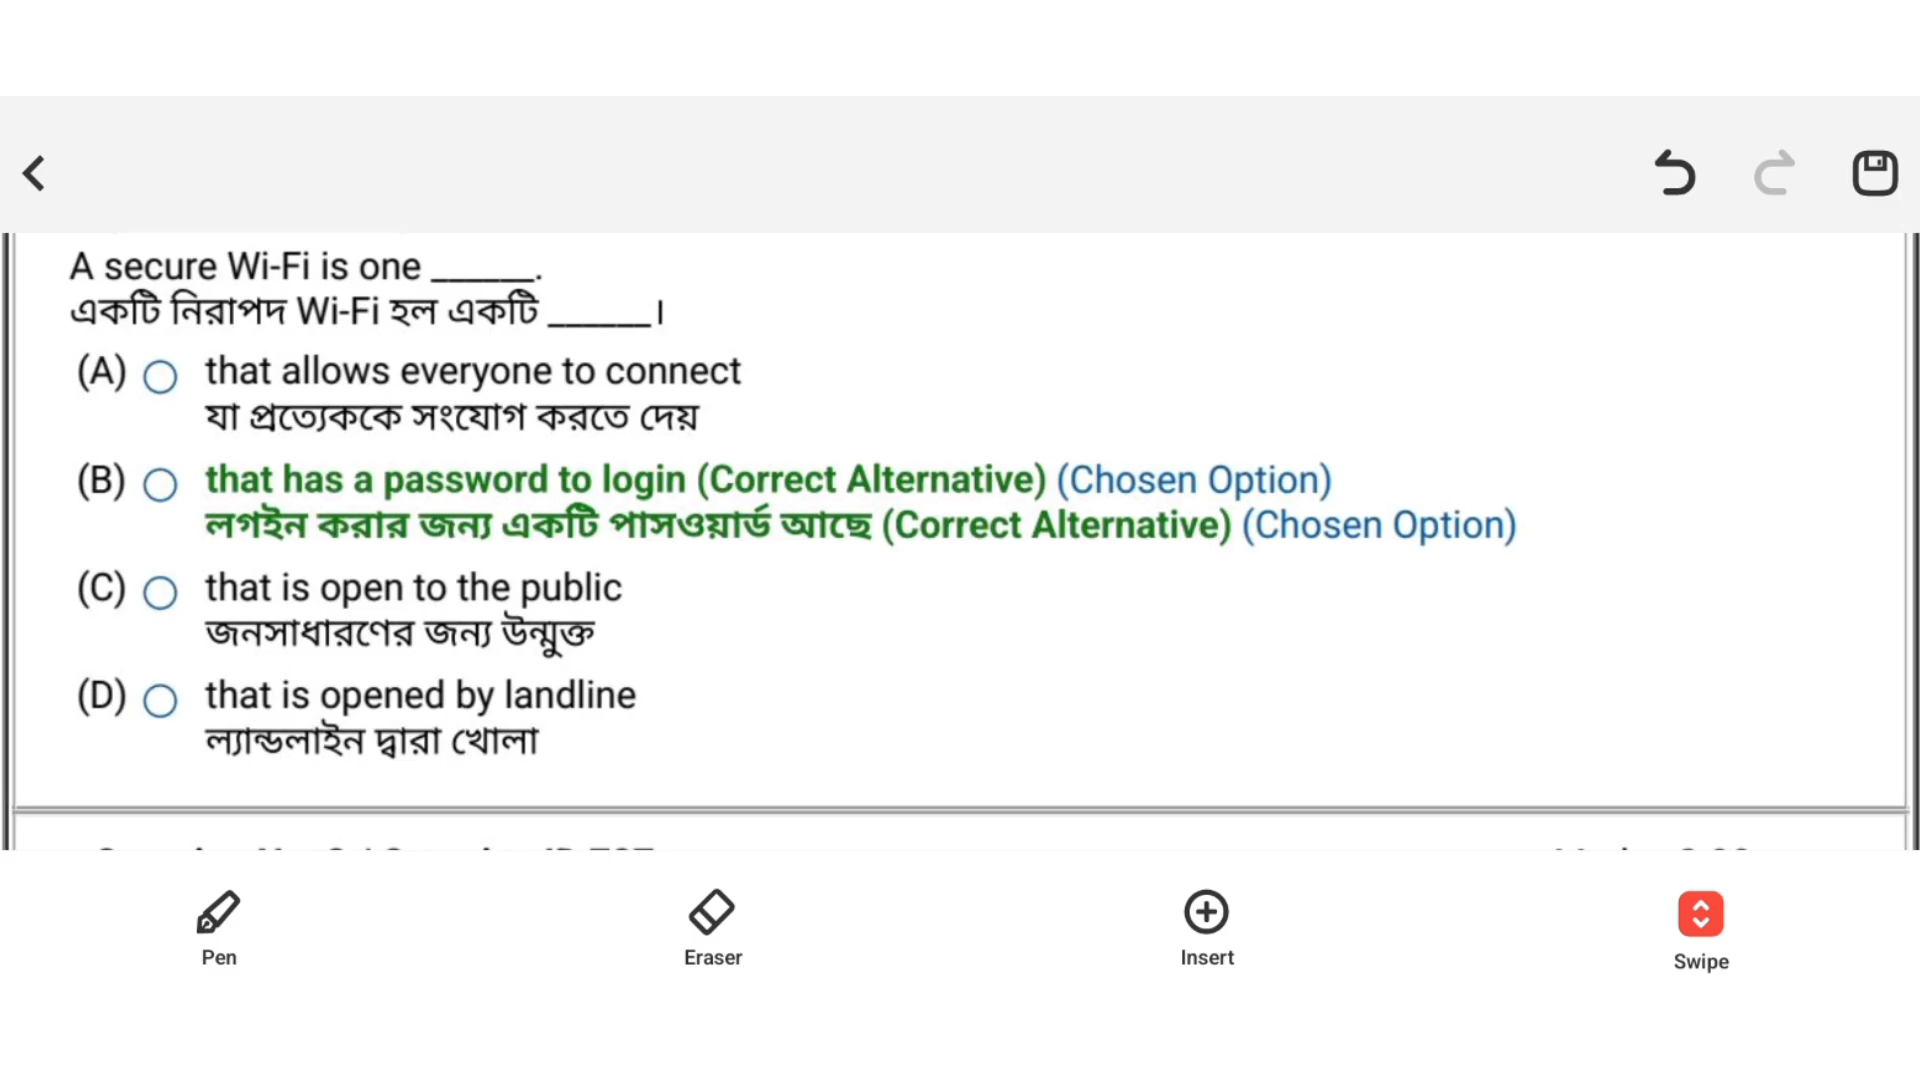 A secure Wi-Fi is one ______.
একটি নিরাপদ Wi-Fi হল একটি ______।
(A) that allows everyone to connect
যা প্রত্যেককে সংযোগ করতে দেয়
(B) that has a password to login (Correct Alternative) (Chosen Option)
লগইন করার জন্য একটি পাসওয়ার্ড আছে (Correct Alternative) (Chosen Option)
(C) that is open to the public
জনসাধারণের জন্য উন্মুক্ত
(D) that is opened by landline
ল্যান্ডলাইন দ্বারা খোলা
Pen
Eraser
Insert
Swipe